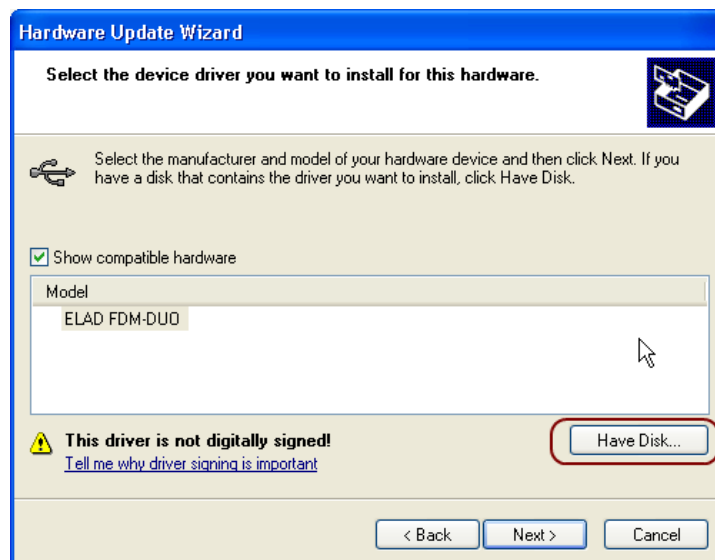 Hardware Update Wizard
Select the device driver you want to install for this hardware.
Select the manufacturer and model of your hardware device and then click Next. If you
have a disk that contains the driver you want to install, click Have Disk.
Show compatible hardware
Model
ELAD FDM-DUO
This driver is not digitally signed!
Tell me why driver signing is important
Have Disk...
< Back
Next >
Cancel